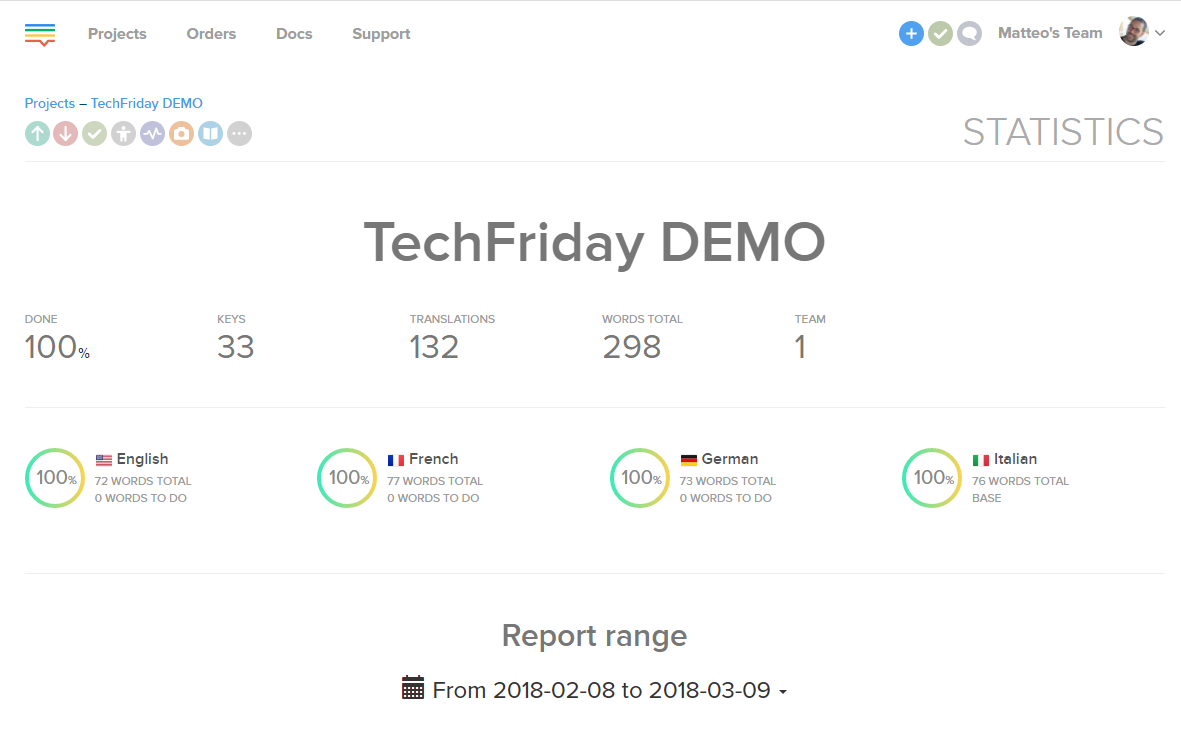 Projects Orders Docs Support Matteo's Team
Projects – TechFriday DEMO
STATISTICS
TechFriday DEMO
DONE KEYS TRANSLATIONS WORDS TOTAL TEAM
100% 33 132 298 1
100% English 100% French 100% German 100% Italian
72 WORDS TOTAL 77 WORDS TOTAL 73 WORDS TOTAL 76 WORDS TOTAL
0 WORDS TO DO 0 WORDS TO DO 0 WORDS TO DO BASE
Report range
From 2018-02-08 to 2018-03-09